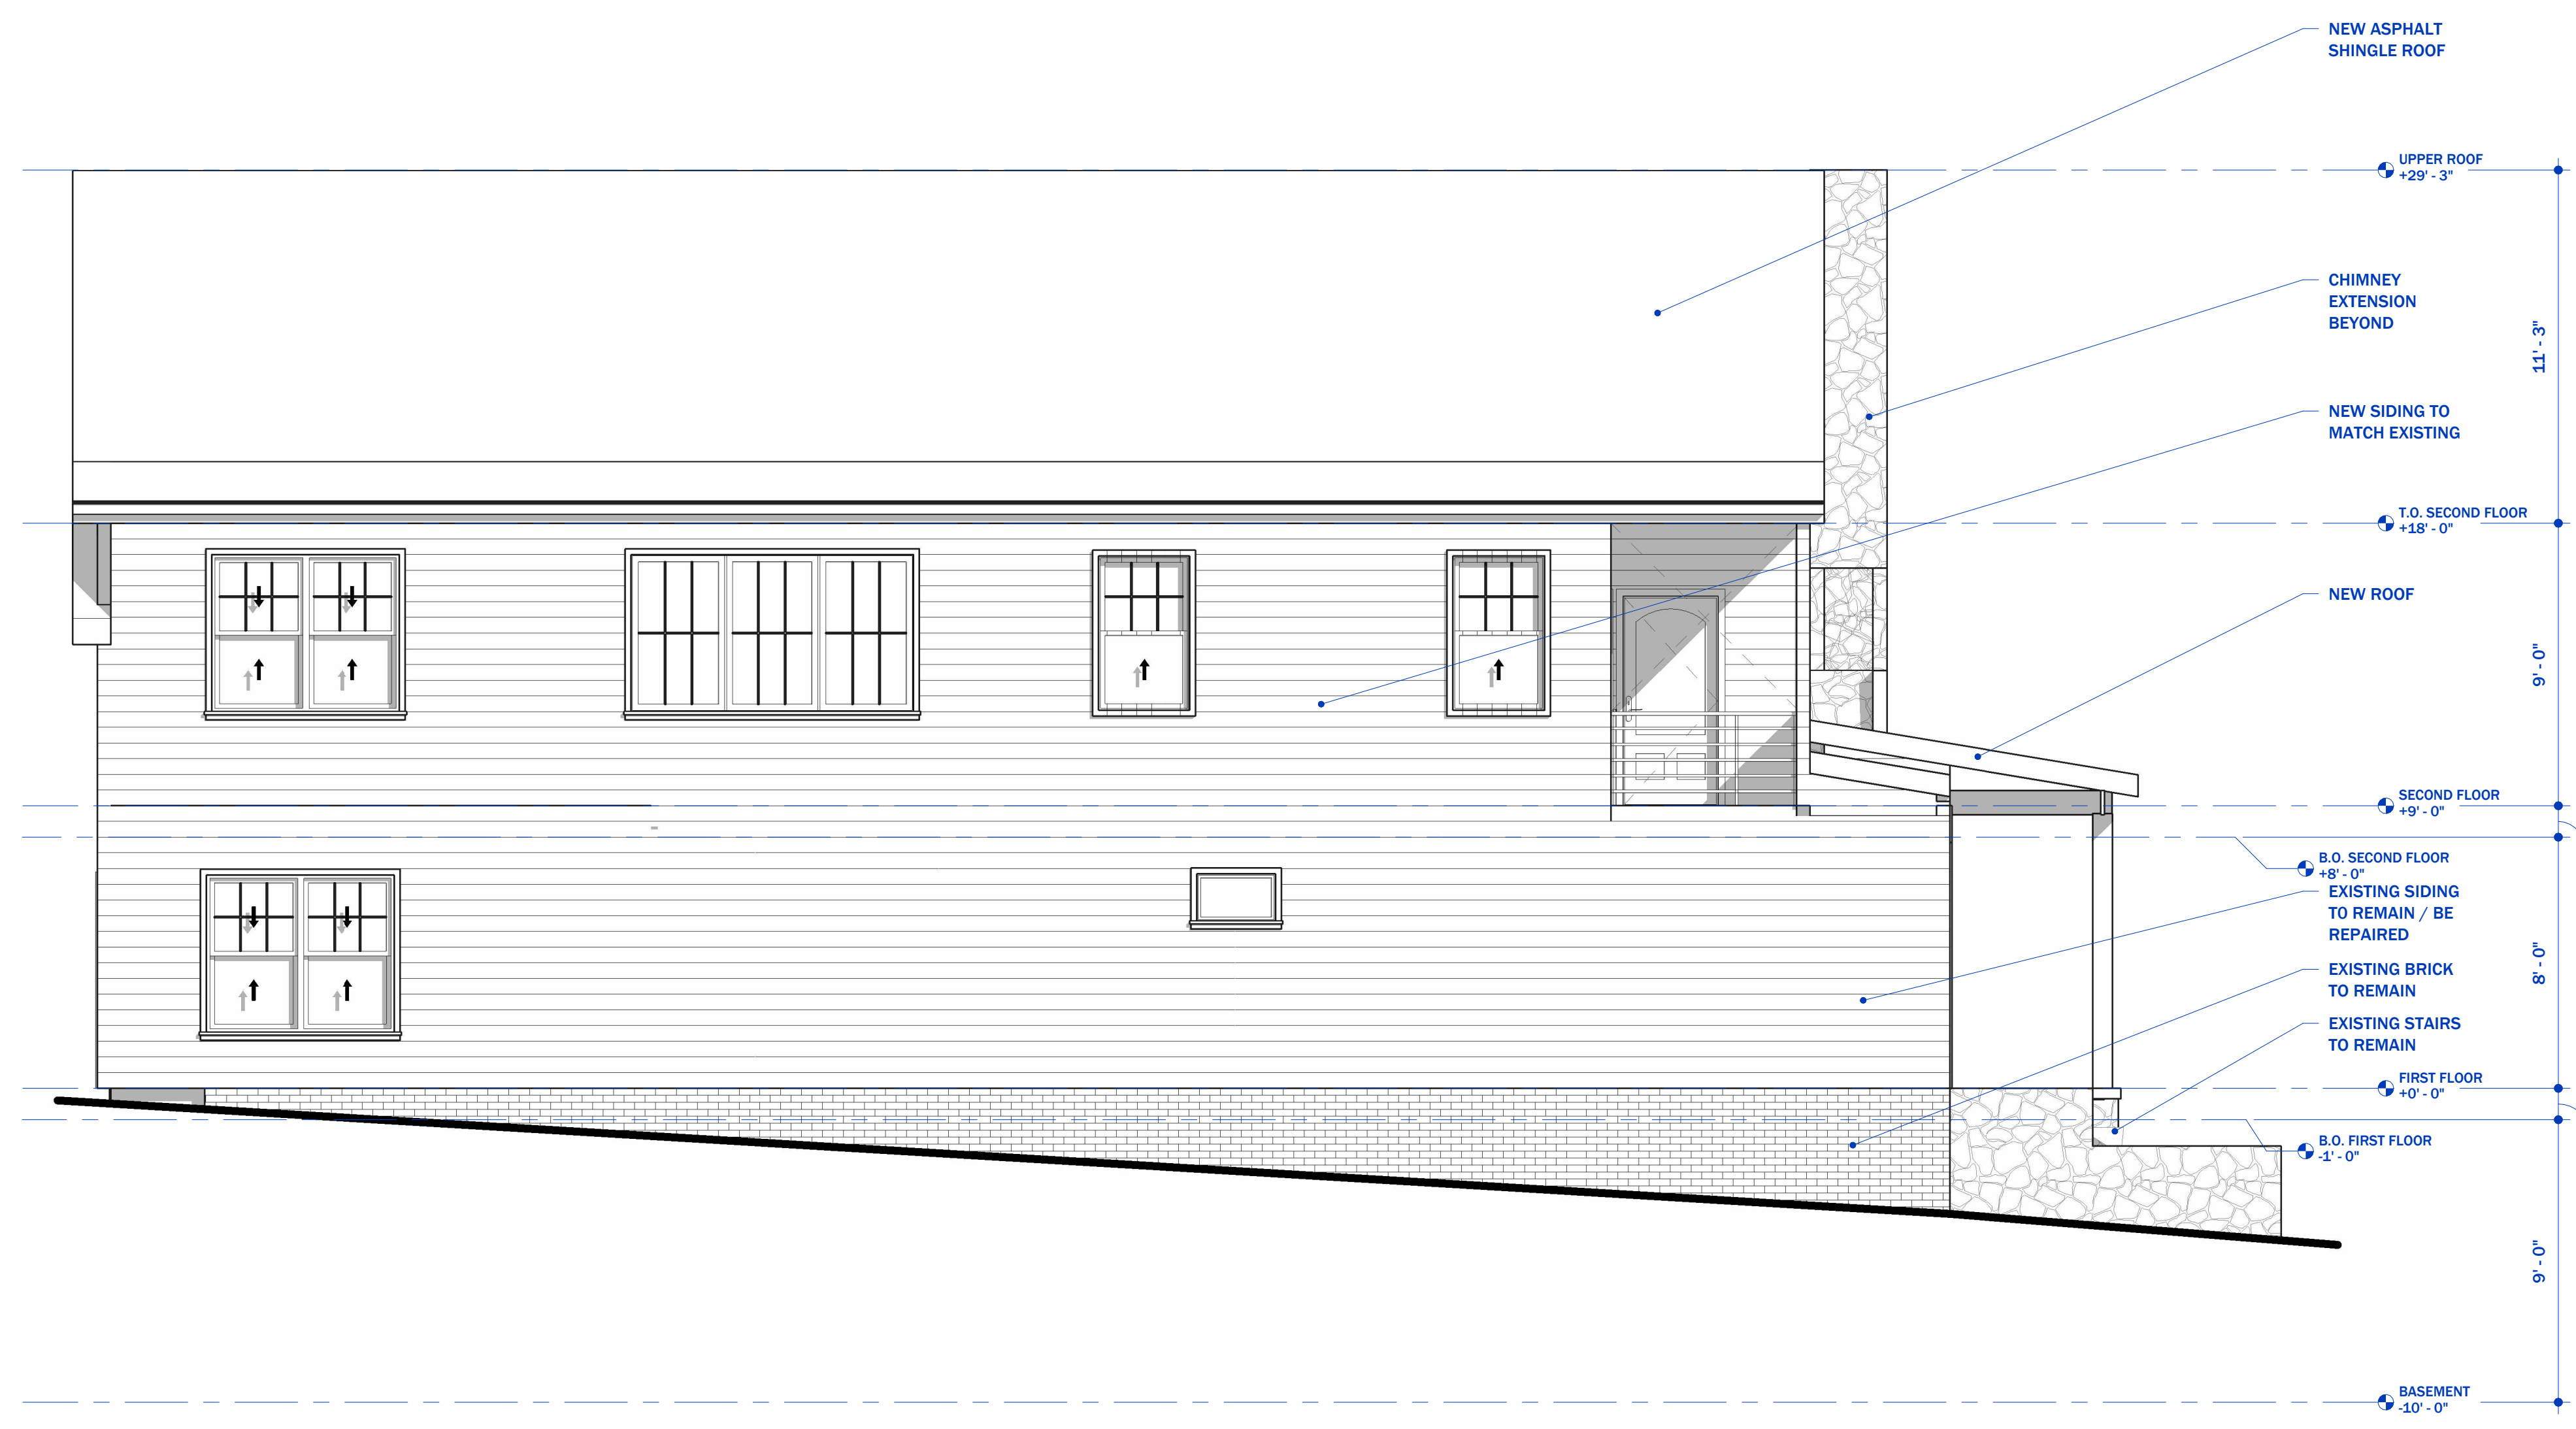 NEW ASPHALT
SHINGLE ROOF
UPPER ROOF
+29' - 3"
CHIMNEY
EXTENSION
BEYOND
11' - 3"
NEW SIDING TO
MATCH EXISTING
T.O. SECOND FLOOR
+18' - 0"
NEW ROOF
9' - 0"
SECOND FLOOR
+9' - 0"
B.O. SECOND FLOOR
+8' - 0"
EXISTING SIDING
TO REMAIN / BE
REPAIRED
8' - 0"
EXISTING BRICK
TO REMAIN
EXISTING STAIRS
TO REMAIN
FIRST FLOOR
+0' - 0"
B.O. FIRST FLOOR
-1' - 0"
9' - 0"
BASEMENT
-10' - 0"